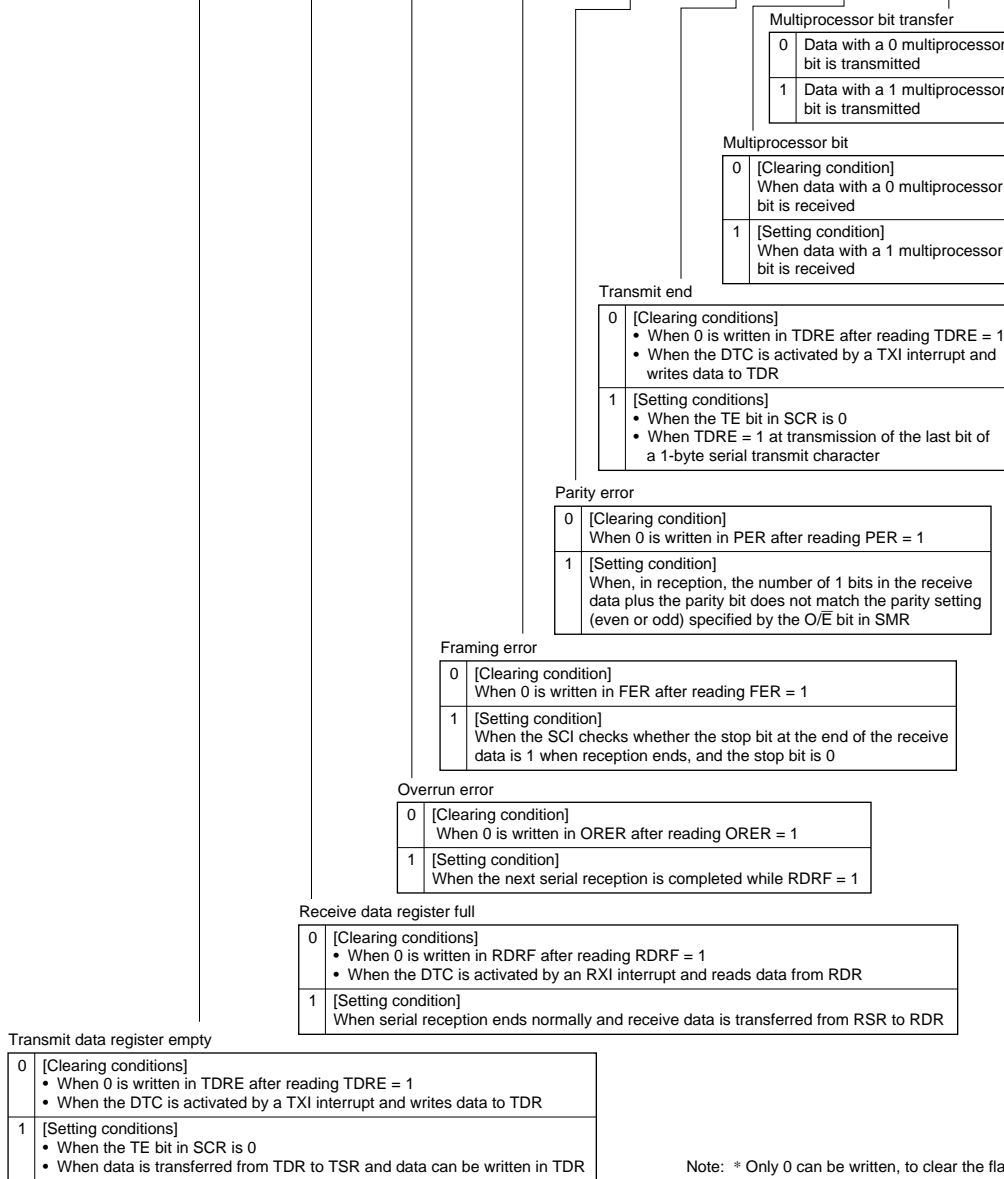 Multiprocessor bit transfer
0 Data with a 0 multiprocessor
bit is transmitted
1 Data with a 1 multiprocessor
bit is transmitted
Multiprocessor bit
0 [Clearing condition]
When data with a 0 multiprocessor
bit is received
1 [Setting condition]
When data with a 1 multiprocessor
bit is received
Transmit end
0 [Clearing conditions]
• When 0 is written in TDRE after reading TDRE = 1
• When the DTC is activated by a TXI interrupt and
writes data to TDR
1 [Setting conditions]
• When the TE bit in SCR is 0
• When TDRE = 1 at transmission of the last bit of
a 1-byte serial transmit character
Parity error
0 [Clearing condition]
When 0 is written in PER after reading PER = 1
1 [Setting condition]
When, in reception, the number of 1 bits in the receive
data plus the parity bit does not match the parity setting
(even or odd) specified by the O/E̅ bit in SMR
Framing error
0 [Clearing condition]
When 0 is written in FER after reading FER = 1
1 [Setting condition]
When the SCI checks whether the stop bit at the end of the receive
data is 1 when reception ends, and the stop bit is 0
Overrun error
0 [Clearing condition]
When 0 is written in ORER after reading ORER = 1
1 [Setting condition]
When the next serial reception is completed while RDRF = 1
Receive data register full
0 [Clearing conditions]
• When 0 is written in RDRF after reading RDRF = 1
• When the DTC is activated by an RXI interrupt and reads data from RDR
1 [Setting condition]
When serial reception ends normally and receive data is transferred from RSR to RDR
Transmit data register empty
0 [Clearing conditions]
• When 0 is written in TDRE after reading TDRE = 1
• When the DTC is activated by a TXI interrupt and writes data to TDR
1 [Setting conditions]
• When the TE bit in SCR is 0
• When data is transferred from TDR to TSR and data can be written in TDR
Note: * Only 0 can be written, to clear the